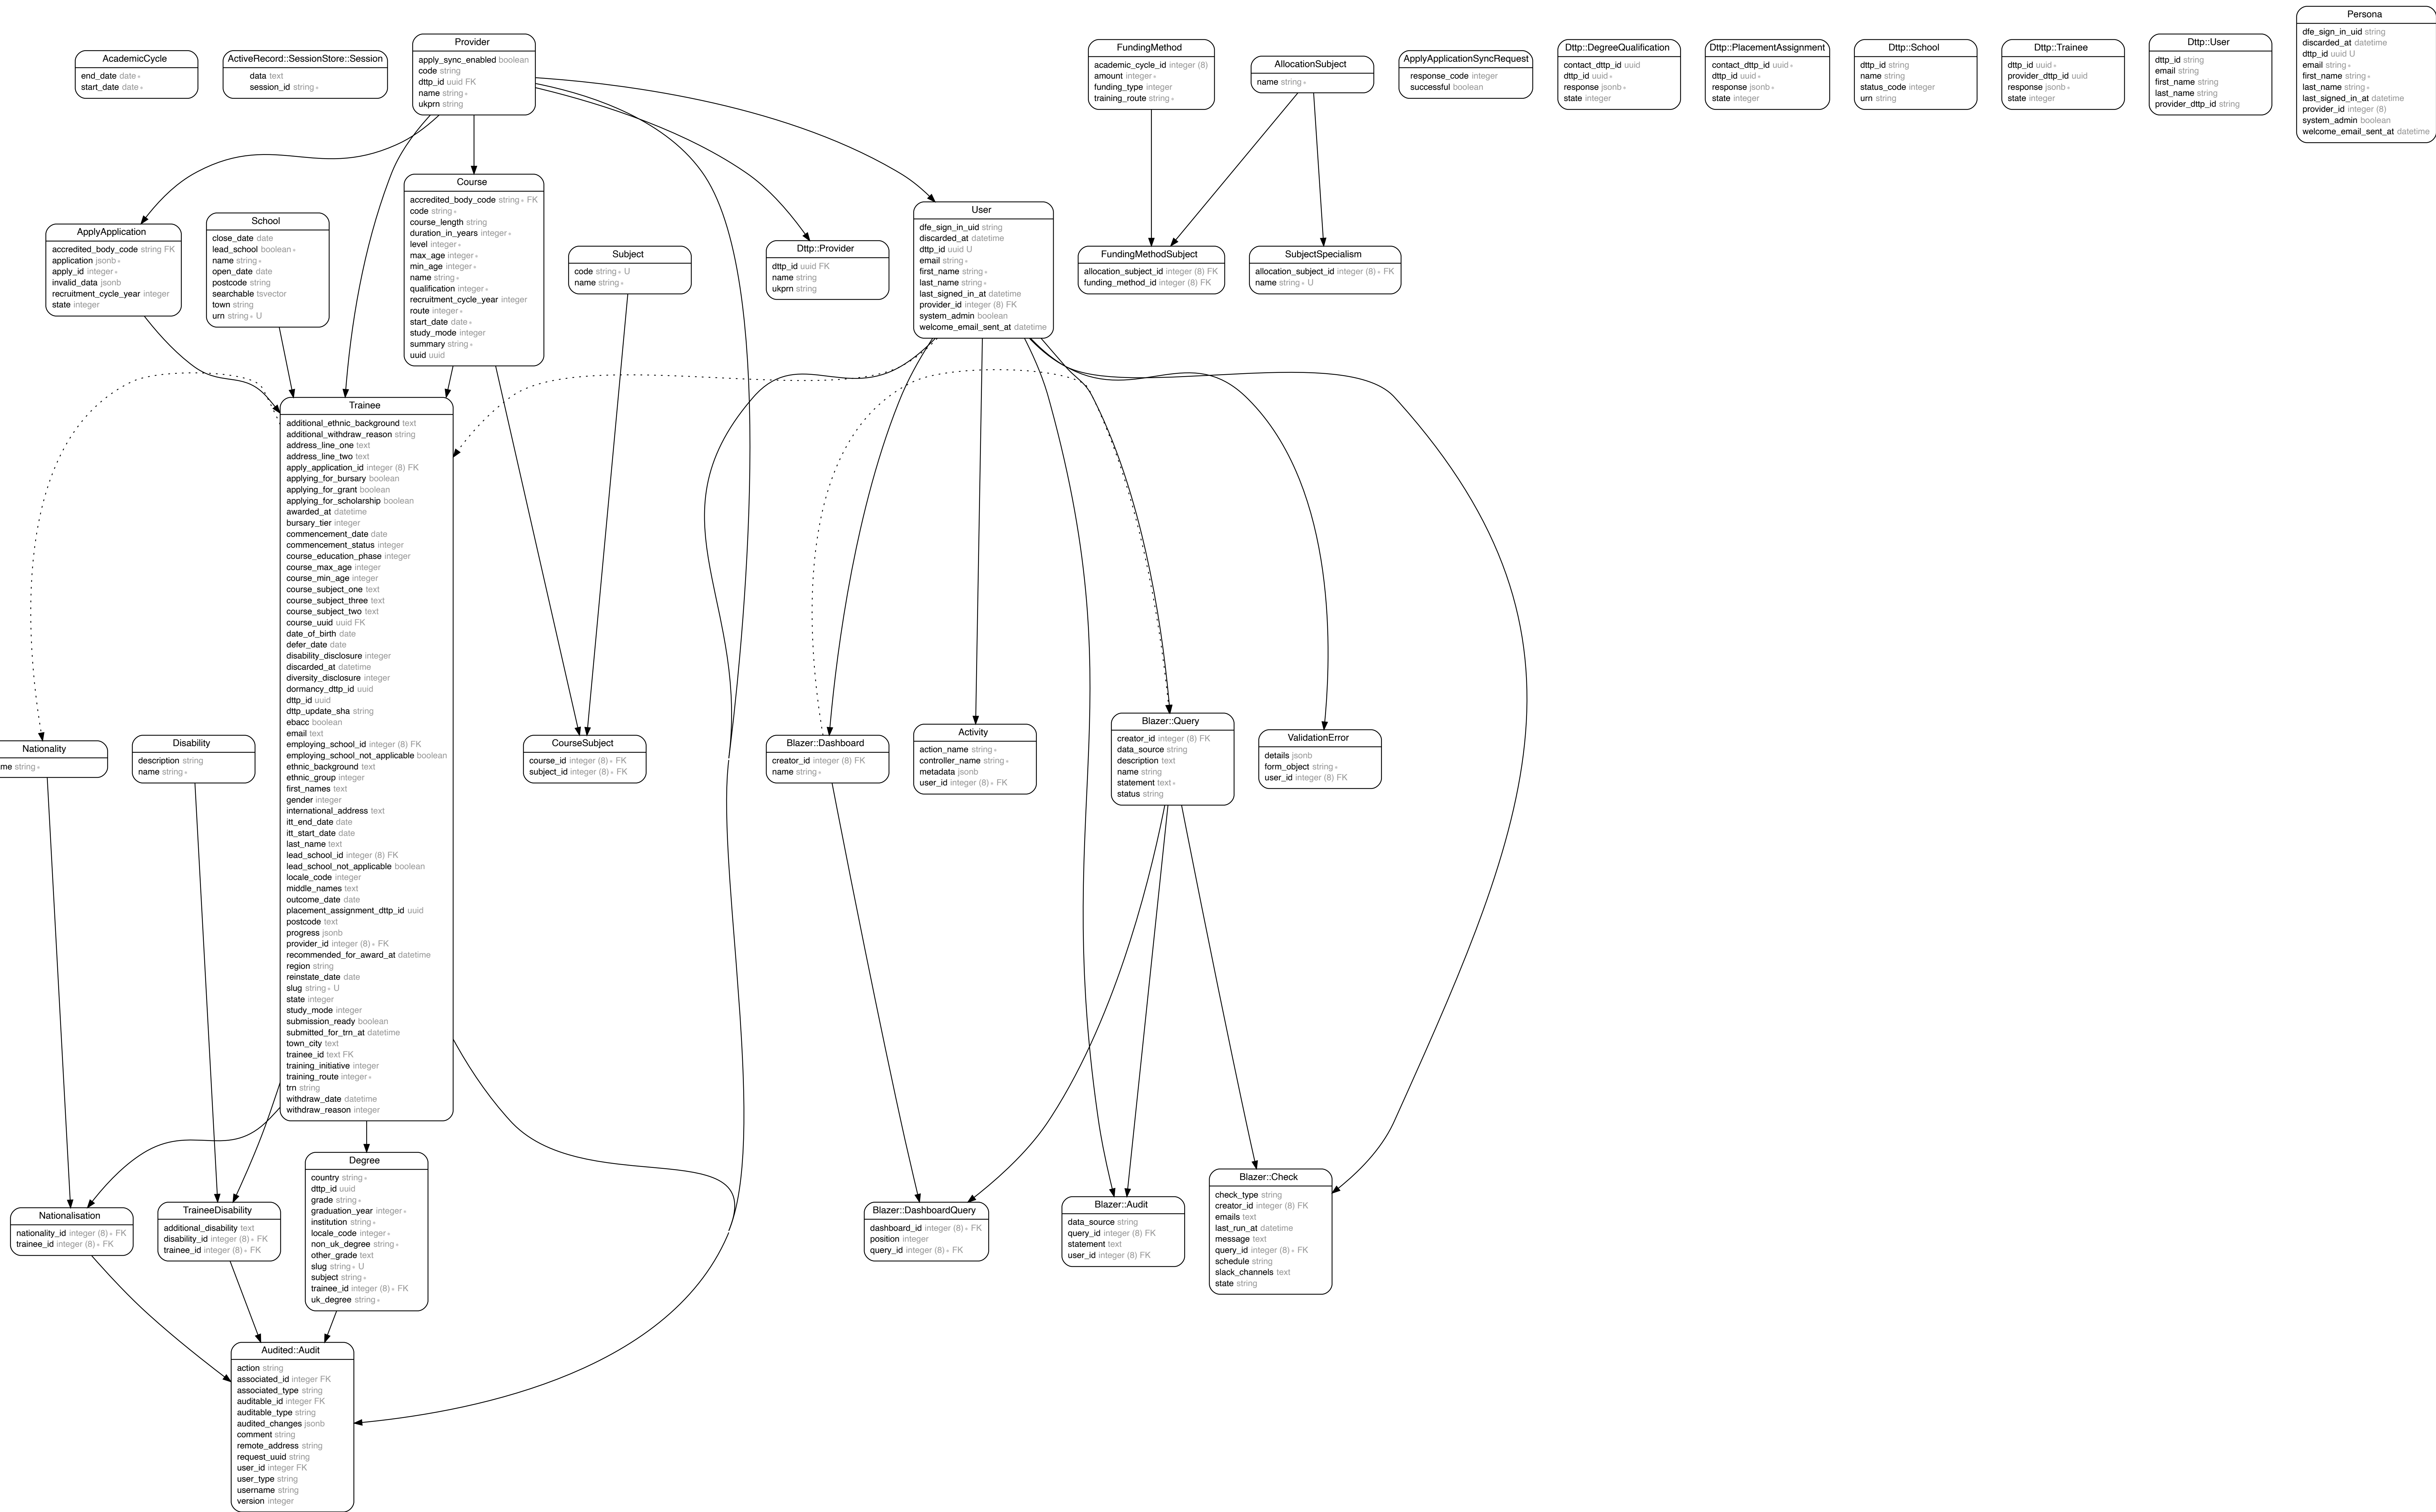 AcademicCycle
end_date date ∗
start_date date ∗
ActiveRecord::SessionStore::Session
data text
session_id string ∗
Provider
apply_sync_enabled boolean
code string
dttp_id uuid FK
name string ∗
ukprn string
FundingMethod
academic_cycle_id integer (8)
amount integer ∗
funding_type integer
training_route string ∗
AllocationSubject
name string ∗
ApplyApplicationSyncRequest
response_code integer
successful boolean
Dttp::DegreeQualification
contact_dttp_id uuid
dttp_id uuid ∗
response jsonb ∗
state integer
Dttp::PlacementAssignment
contact_dttp_id uuid ∗
dttp_id uuid ∗
response jsonb ∗
state integer
Dttp::School
dttp_id string
name string
status_code integer
urn string
Dttp::Trainee
dttp_id uuid ∗
provider_dttp_id uuid
response jsonb ∗
state integer
Dttp::User
dttp_id string
email string
first_name string
last_name string
provider_dttp_id string
Persona
dfe_sign_in_uid string
discarded_at datetime
dttp_id uuid U
email string ∗
first_name string ∗
last_name string ∗
last_signed_in_at datetime
provider_id integer (8)
system_admin boolean
welcome_email_sent_at datetime
ApplyApplication
accredited_body_code string FK
application jsonb ∗
apply_id integer ∗
invalid_data jsonb
recruitment_cycle_year integer
state integer
School
close_date date
lead_school boolean ∗
name string ∗
open_date date
postcode string
searchable tsvector
town string
urn string ∗ U
Course
accredited_body_code string ∗ FK
code string ∗
course_length string
duration_in_years integer ∗
level integer ∗
max_age integer ∗
min_age integer ∗
name string ∗
qualification integer ∗
recruitment_cycle_year integer
route integer ∗
start_date date ∗
study_mode integer
summary string ∗
uuid uuid
Subject
code string ∗ U
name string ∗
Dttp::Provider
dttp_id uuid FK
name string
ukprn string
User
dfe_sign_in_uid string
discarded_at datetime
dttp_id uuid U
email string ∗
first_name string ∗
last_name string ∗
last_signed_in_at datetime
provider_id integer (8) FK
system_admin boolean
welcome_email_sent_at datetime
FundingMethodSubject
allocation_subject_id integer (8) FK
funding_method_id integer (8) FK
SubjectSpecialism
allocation_subject_id integer (8) ∗ FK
name string ∗ U
Trainee
additional_ethnic_background text
additional_withdraw_reason string
address_line_one text
address_line_two text
apply_application_id integer (8) FK
applying_for_bursary boolean
applying_for_grant boolean
applying_for_scholarship boolean
awarded_at datetime
bursary_tier integer
commencement_date date
commencement_status integer
course_education_phase integer
course_max_age integer
course_min_age integer
course_subject_one text
course_subject_three text
course_subject_two text
course_uuid uuid FK
date_of_birth date
defer_date date
disability_disclosure integer
discarded_at datetime
diversity_disclosure integer
dormancy_dttp_id uuid
dttp_id uuid
dttp_update_sha string
ebacc boolean
email text
employing_school_id integer (8) FK
employing_school_not_applicable boolean
ethnic_background text
ethnic_group integer
first_names text
gender integer
international_address text
itt_end_date date
itt_start_date date
last_name text
lead_school_id integer (8) FK
lead_school_not_applicable boolean
locale_code integer
middle_names text
outcome_date date
placement_assignment_dttp_id uuid
postcode text
progress jsonb
provider_id integer (8) ∗ FK
recommended_for_award_at datetime
region string
reinstate_date date
slug string ∗ U
state integer
study_mode integer
submission_ready boolean
submitted_for_trn_at datetime
town_city text
trainee_id text FK
training_initiative integer
training_route integer ∗
trn string
withdraw_date datetime
withdraw_reason integer
Nationality
me string ∗
Disability
description string
name string ∗
CourseSubject
course_id integer (8) ∗ FK
subject_id integer (8) ∗ FK
Blazer::Dashboard
creator_id integer (8) FK
name string ∗
Activity
action_name string ∗
controller_name string ∗
metadata jsonb
user_id integer (8) ∗ FK
Blazer::Query
creator_id integer (8) FK
data_source string
description text
name string
statement text ∗
status string
ValidationError
details jsonb
form_object string ∗
user_id integer (8) FK
Nationalisation
nationality_id integer (8) ∗ FK
trainee_id integer (8) ∗ FK
TraineeDisability
additional_disability text
disability_id integer (8) ∗ FK
trainee_id integer (8) ∗ FK
Degree
country string ∗
dttp_id uuid
grade string ∗
graduation_year integer ∗
institution string ∗
locale_code integer ∗
non_uk_degree string ∗
other_grade text
slug string ∗ U
subject string ∗
trainee_id integer (8) ∗ FK
uk_degree string ∗
Blazer::DashboardQuery
dashboard_id integer (8) ∗ FK
position integer
query_id integer (8) ∗ FK
Blazer::Audit
data_source string
query_id integer (8) FK
statement text
user_id integer (8) FK
Blazer::Check
check_type string
creator_id integer (8) FK
emails text
last_run_at datetime
message text
query_id integer (8) ∗ FK
schedule string
slack_channels text
state string
Audited::Audit
action string
associated_id integer FK
associated_type string
auditable_id integer FK
auditable_type string
audited_changes jsonb
comment string
remote_address string
request_uuid string
user_id integer FK
user_type string
username string
version integer